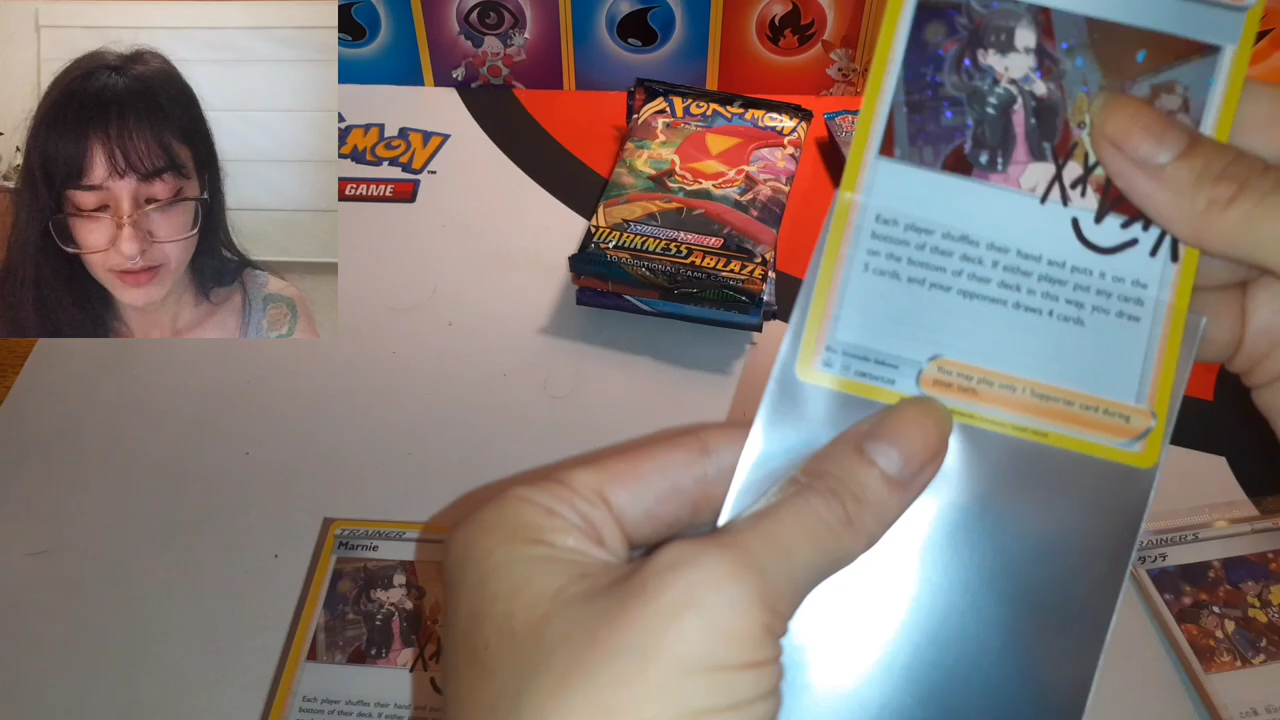 POKÉMON
MON
GAME
SWORD & SHIELD
DARKNESS ABLAZE
10 ADDITIONAL GAME CARDS
Each player shuffles their hand and puts it on the
bottom of their deck. If either player put any cards
on the bottom of their deck in this way, you draw
5 cards, and your opponent draws 4 cards.
You may play only 1 Supporter card during
your turn.
TRAINER
Marnie
Each player shuffles their hand and
bottom of their deck. If either
RAINER'S
ダンテ